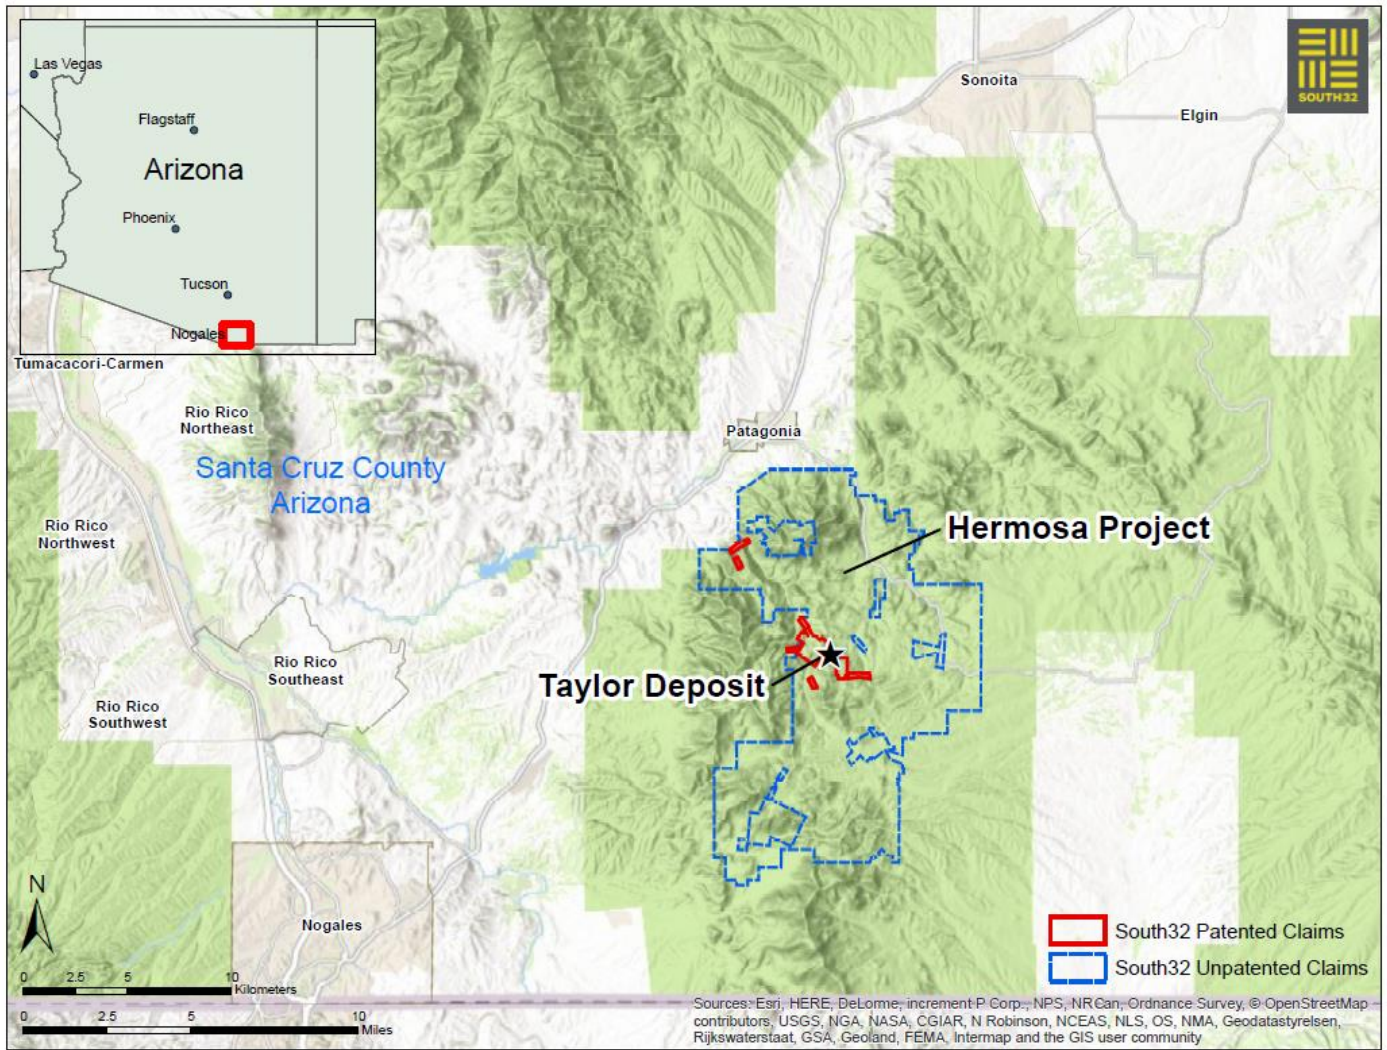 Las Vegas
Flagstaff
Arizona
Phoenix
Tucson
Nogales
Sonoita
Elgin
SOUTH32
Tumacacori-Carmen
Rio Rico
Northeast
Patagonia
Santa Cruz County
Arizona
Rio Rico
Northwest
Hermosa Project
Rio Rico
Southeast
Taylor Deposit
Rio Rico
Southwest
N
Nogales
South32 Patented Claims
South32 Unpatented Claims
0 2.5 5 10
Kilometers
0 2.5 5 10
Miles
Sources: Esri, HERE, DeLorme, increment P Corp., NPS, NRCan, Ordnance Survey, © OpenStreetMap
contributors, USGS, NGA, NASA, CGIAR, N Robinson, NCEAS, NLS, OS, NMA, Geodatastyrelsen,
Rijkswaterstaat, GSA, Geoland, FEMA, Intermap and the GIS user community